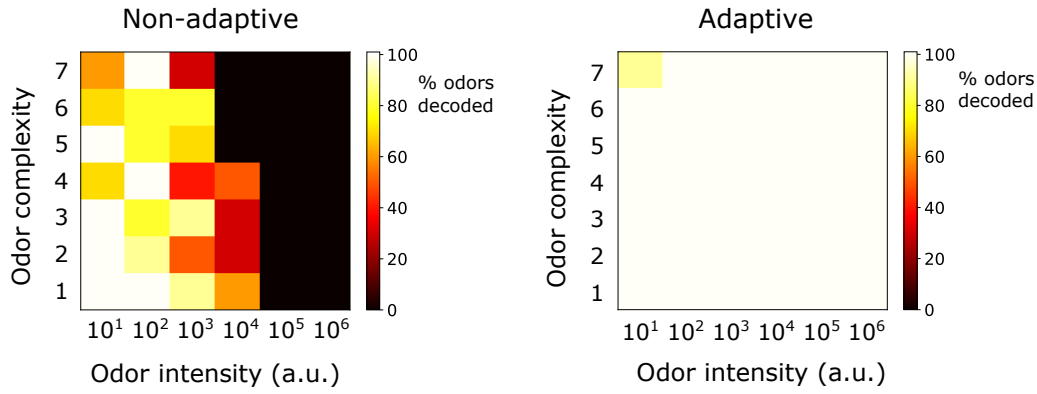 Non-adaptive
Odor complexity
7
6
5
4
3
2
1
10¹ 10² 10³ 10⁴ 10⁵ 10⁶
Odor intensity (a.u.)
100
80
60
40
20
0
% odors
decoded
Adaptive
Odor complexity
7
6
5
4
3
2
1
10¹ 10² 10³ 10⁴ 10⁵ 10⁶
Odor intensity (a.u.)
100
80
60
40
20
0
% odors
decoded